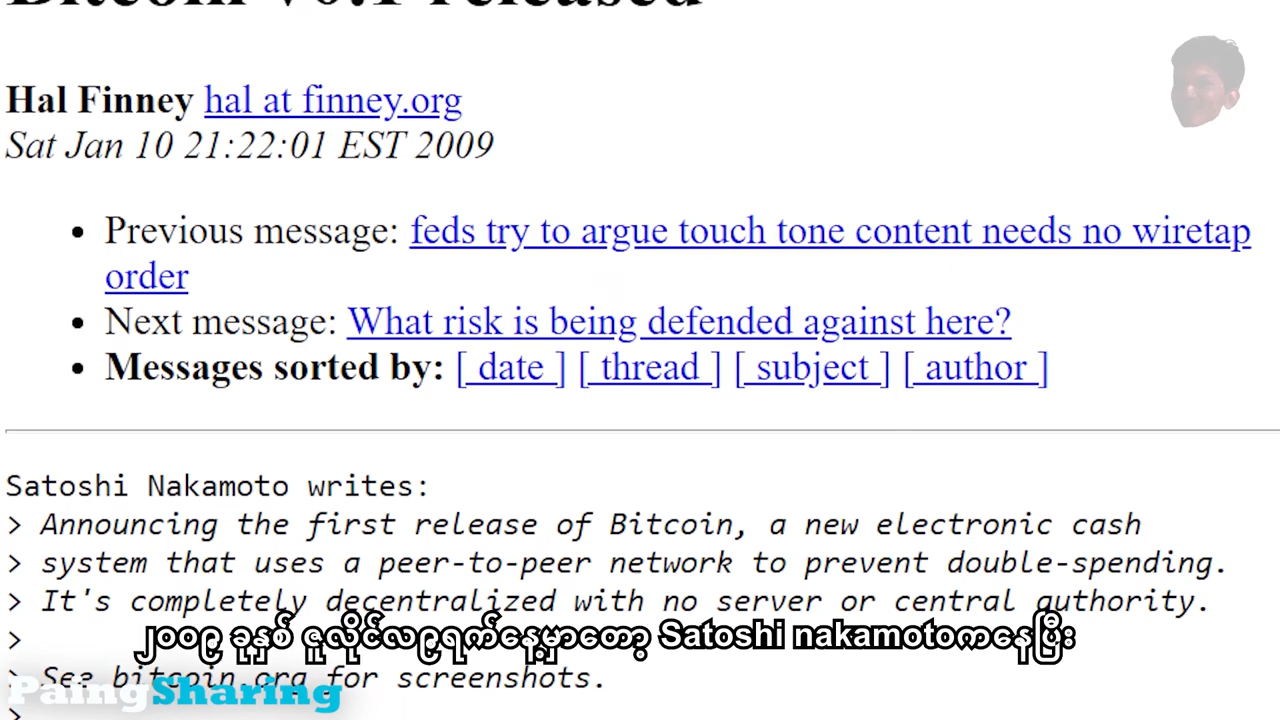 Bitcoin v0.1 released
Hal Finney hal at finney.org
Sat Jan 10 21:22:01 EST 2009
• Previous message: feds try to argue touch tone content needs no wiretap
order
• Next message: What risk is being defended against here?
• Messages sorted by: [ date ] [ thread ] [ subject ] [ author ]
Satoshi Nakamoto writes:
> Announcing the first release of Bitcoin, a new electronic cash
> system that uses a peer-to-peer network to prevent double-spending.
> It's completely decentralized with no server or central authority.
>
၂၀၀၉ ခုနှစ် ဇူလိုင်လ၉ရက်နေ့မှာတော့ Satoshi nakamotoကနေပြီး
> See bitcoin.org for screenshots.
PaingSharing
>